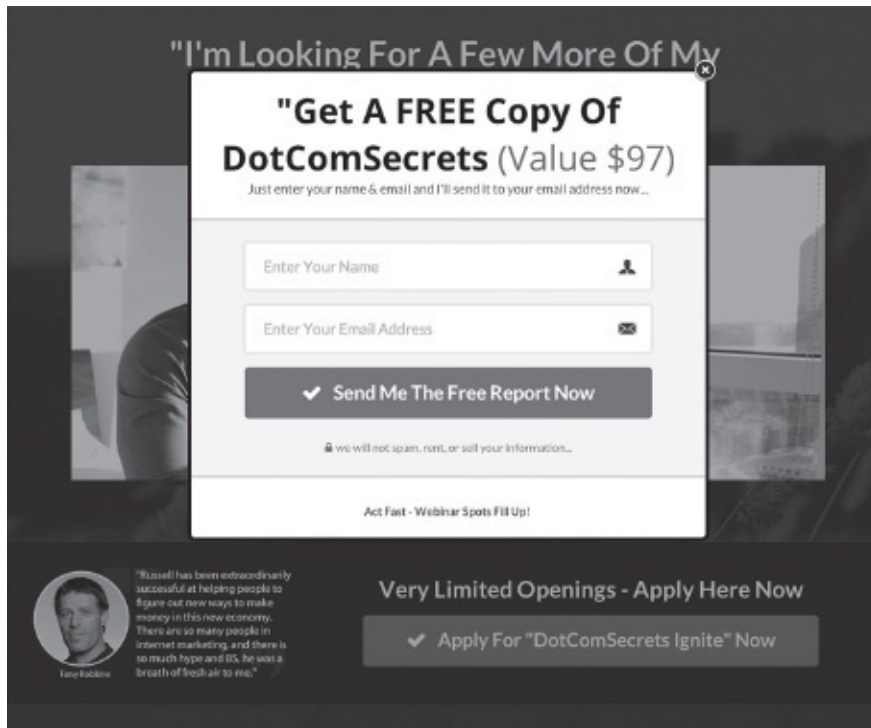 "I'm Looking For A Few More Of My
"Get A FREE Copy Of
DotComSecrets (Value $97)
Just enter your name & email and I'll send it to your email address now...
Enter Your Name
Enter Your Email Address
Send Me The Free Report Now
we will not spam, rent, or sell your information...
Act Fast - Webinar Spots Fill Up!
"Russell has been extraordinarily
successful at helping people to
figure out new ways to make
money in this new economy.
There are so many people in
internet marketing, and there is
so much hype and BS, he was a
breath of fresh air to me."
Tony Robbins
Very Limited Openings - Apply Here Now
Apply For "DotComSecrets Ignite" Now